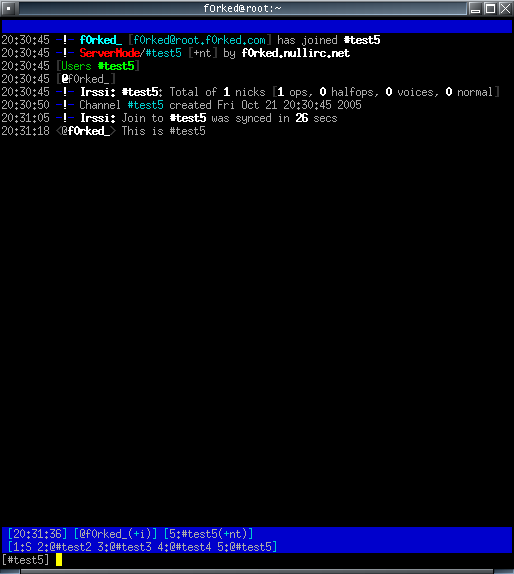 f0rked@root:~
20:30:45 -!- f0rked_ [f0rked@root.f0rked.com] has joined #test5
20:30:45 -!- ServerMode/#test5 [+nt] by f0rked.nullirc.net
20:30:45 [Users #test5]
20:30:45 [@f0rked_]
20:30:45 -!- Irssi: #test5: Total of 1 nicks [1 ops, 0 halfops, 0 voices, 0 normal]
20:30:50 -!- Channel #test5 created Fri Oct 21 20:30:45 2005
20:31:05 -!- Irssi: Join to #test5 was synced in 26 secs
20:31:18 <@f0rked_> This is #test5
[20:31:36] [@f0rked_(+i)] [5:#test5(+nt)]
[1:S 2:@#test2 3:@#test3 4:@#test4 5:@#test5]
[#test5]